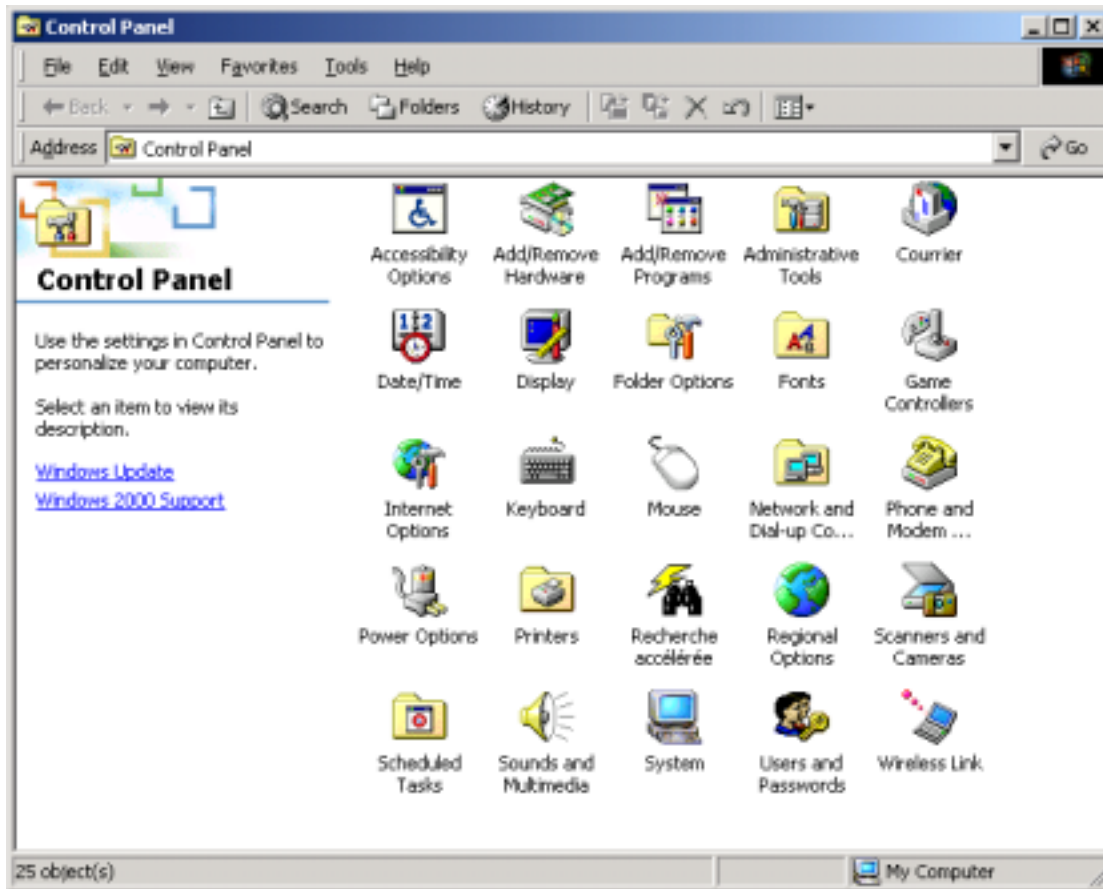 Control Panel
File Edit View Favorites Tools Help
Back Search Folders History
Address Control Panel Go
Control Panel
Use the settings in Control Panel to
personalize your computer.
Select an item to view its
description.
Windows Update
Windows 2000 Support
Accessibility
Options
Add/Remove
Hardware
Add/Remove
Programs
Administrative
Tools
Courrier
Date/Time
Display
Folder Options
Fonts
Game
Controllers
Internet
Options
Keyboard
Mouse
Network and
Dial-up Co...
Phone and
Modem ...
Power Options
Printers
Recherche
accélérée
Regional
Options
Scanners and
Cameras
Scheduled
Tasks
Sounds and
Multimedia
System
Users and
Passwords
Wireless Link
25 object(s)
My Computer